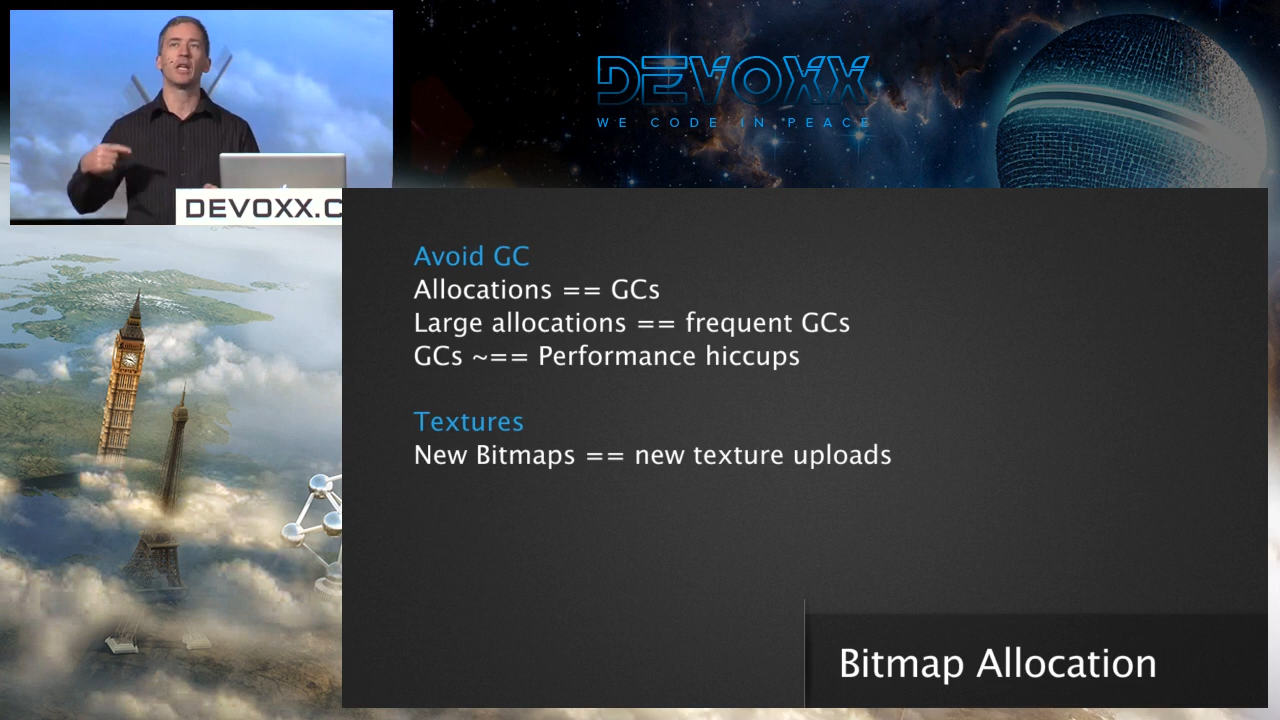 DEVOXX
WE CODE IN PEACE
DEVOXX.C
Avoid GC
Allocations == GCs
Large allocations == frequent GCs
GCs ~== Performance hiccups
Textures
New Bitmaps == new texture uploads
Bitmap Allocation